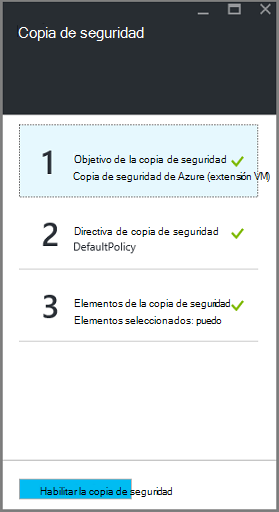 Copia de seguridad
1
Objetivo de la copia de seguridad
Copia de seguridad de Azure (extensión VM)
2
Directiva de copia de seguridad
DefaultPolicy
3
Elementos de la copia de seguridad
Elementos seleccionados: puedo
Habilitar la copia de seguridad